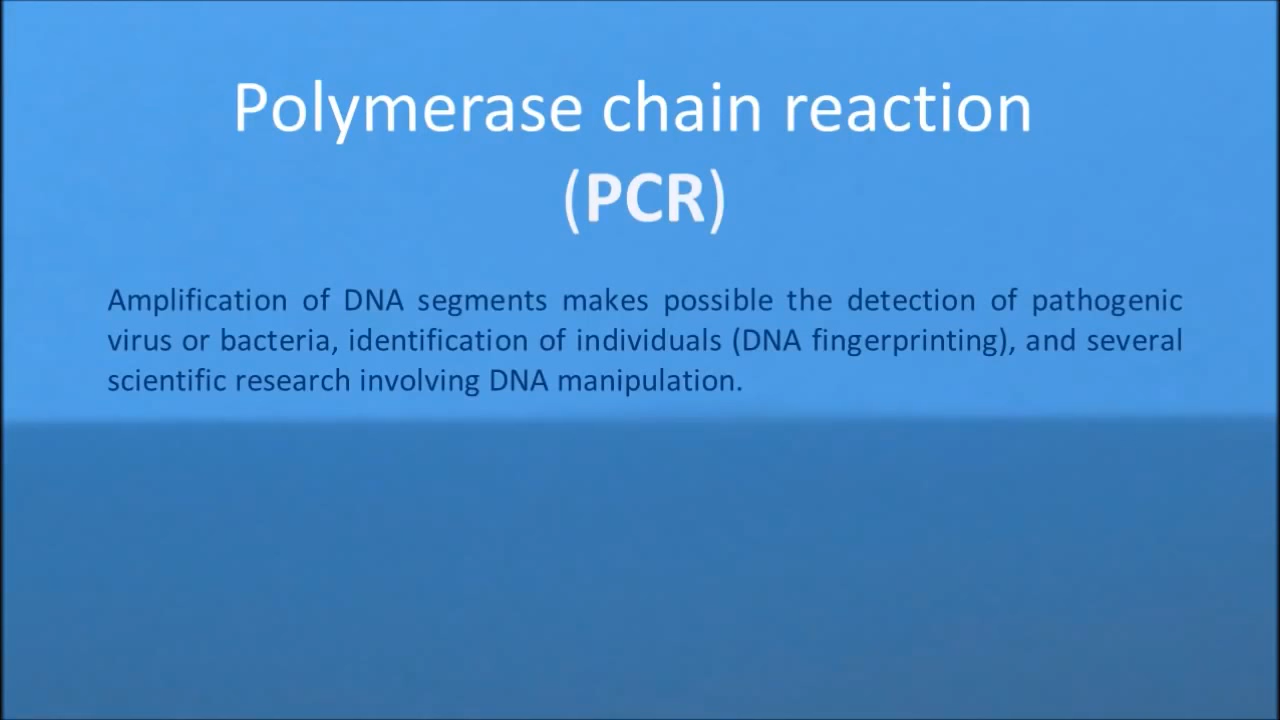 Polymerase chain reaction
(PCR)
Amplification of DNA segments makes possible the detection of pathogenic
virus or bacteria, identification of individuals (DNA fingerprinting), and several
scientific research involving DNA manipulation.